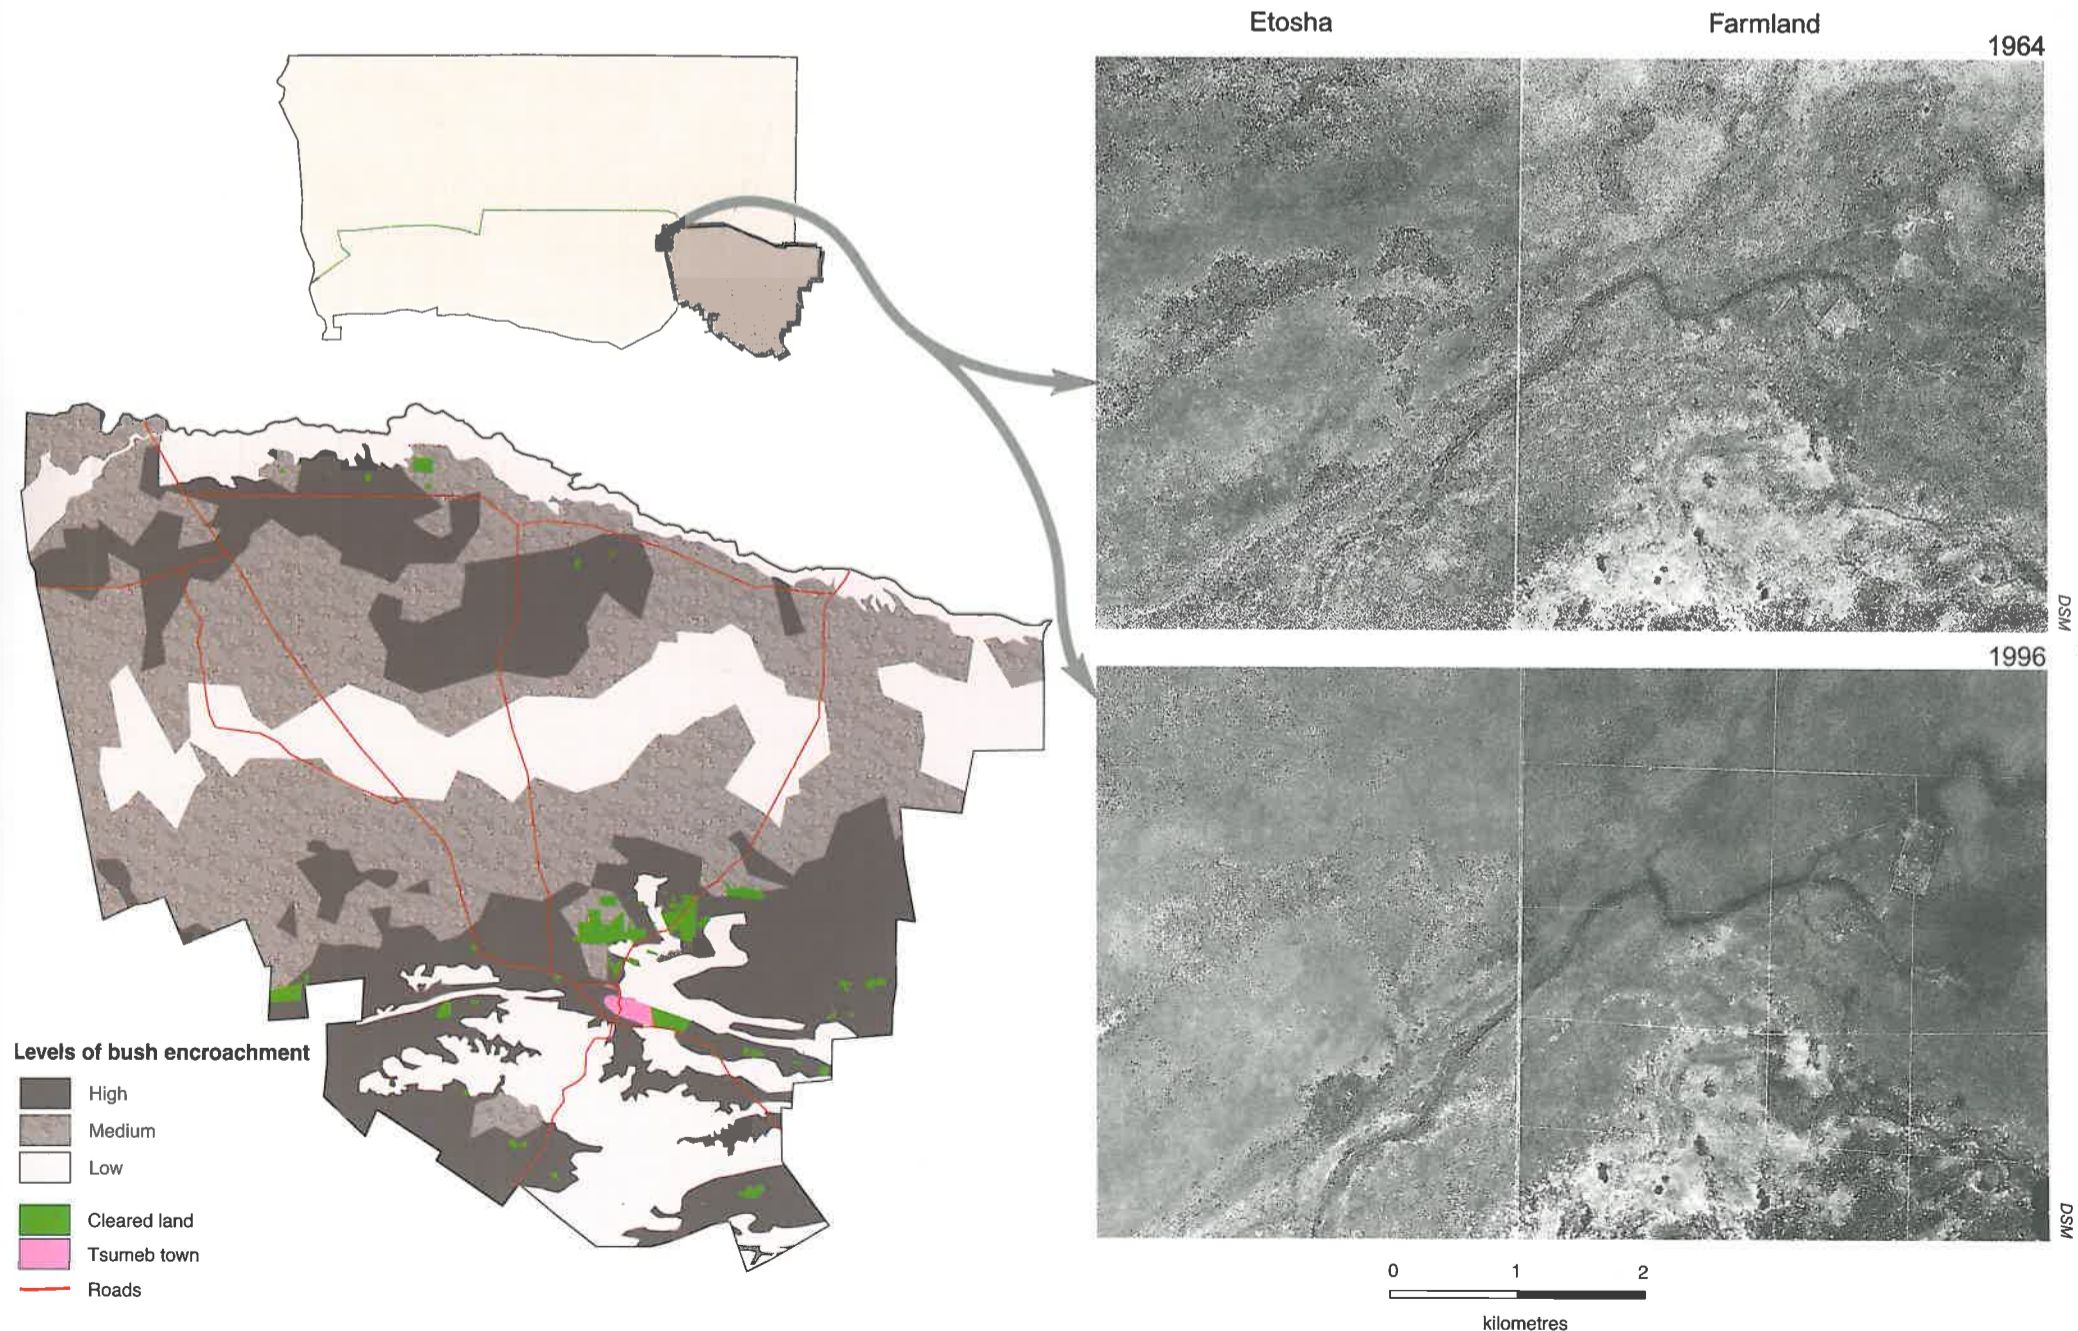 Etosha
Farmland
1964
DSM
1996
DSM
Levels of bush encroachment
High
Medium
Low
Cleared land
Tsumeb town
Roads
0 1 2
kilometres